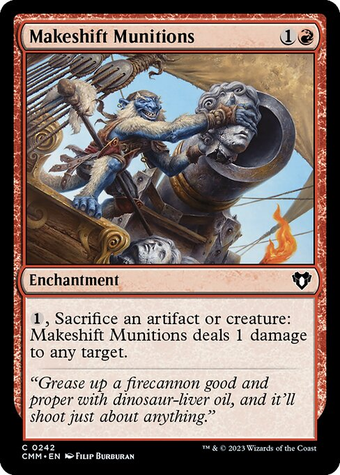 Makeshift Munitions 1
Enchantment
1, Sacrifice an artifact or creature:
Makeshift Munitions deals 1 damage
to any target.
“Grease up a firecannon good and
proper with dinosaur-liver oil, and it’ll
shoot just about anything.”
C 0242
CMM • EN Filip Burburan
™ & © 2023 Wizards of the Coast